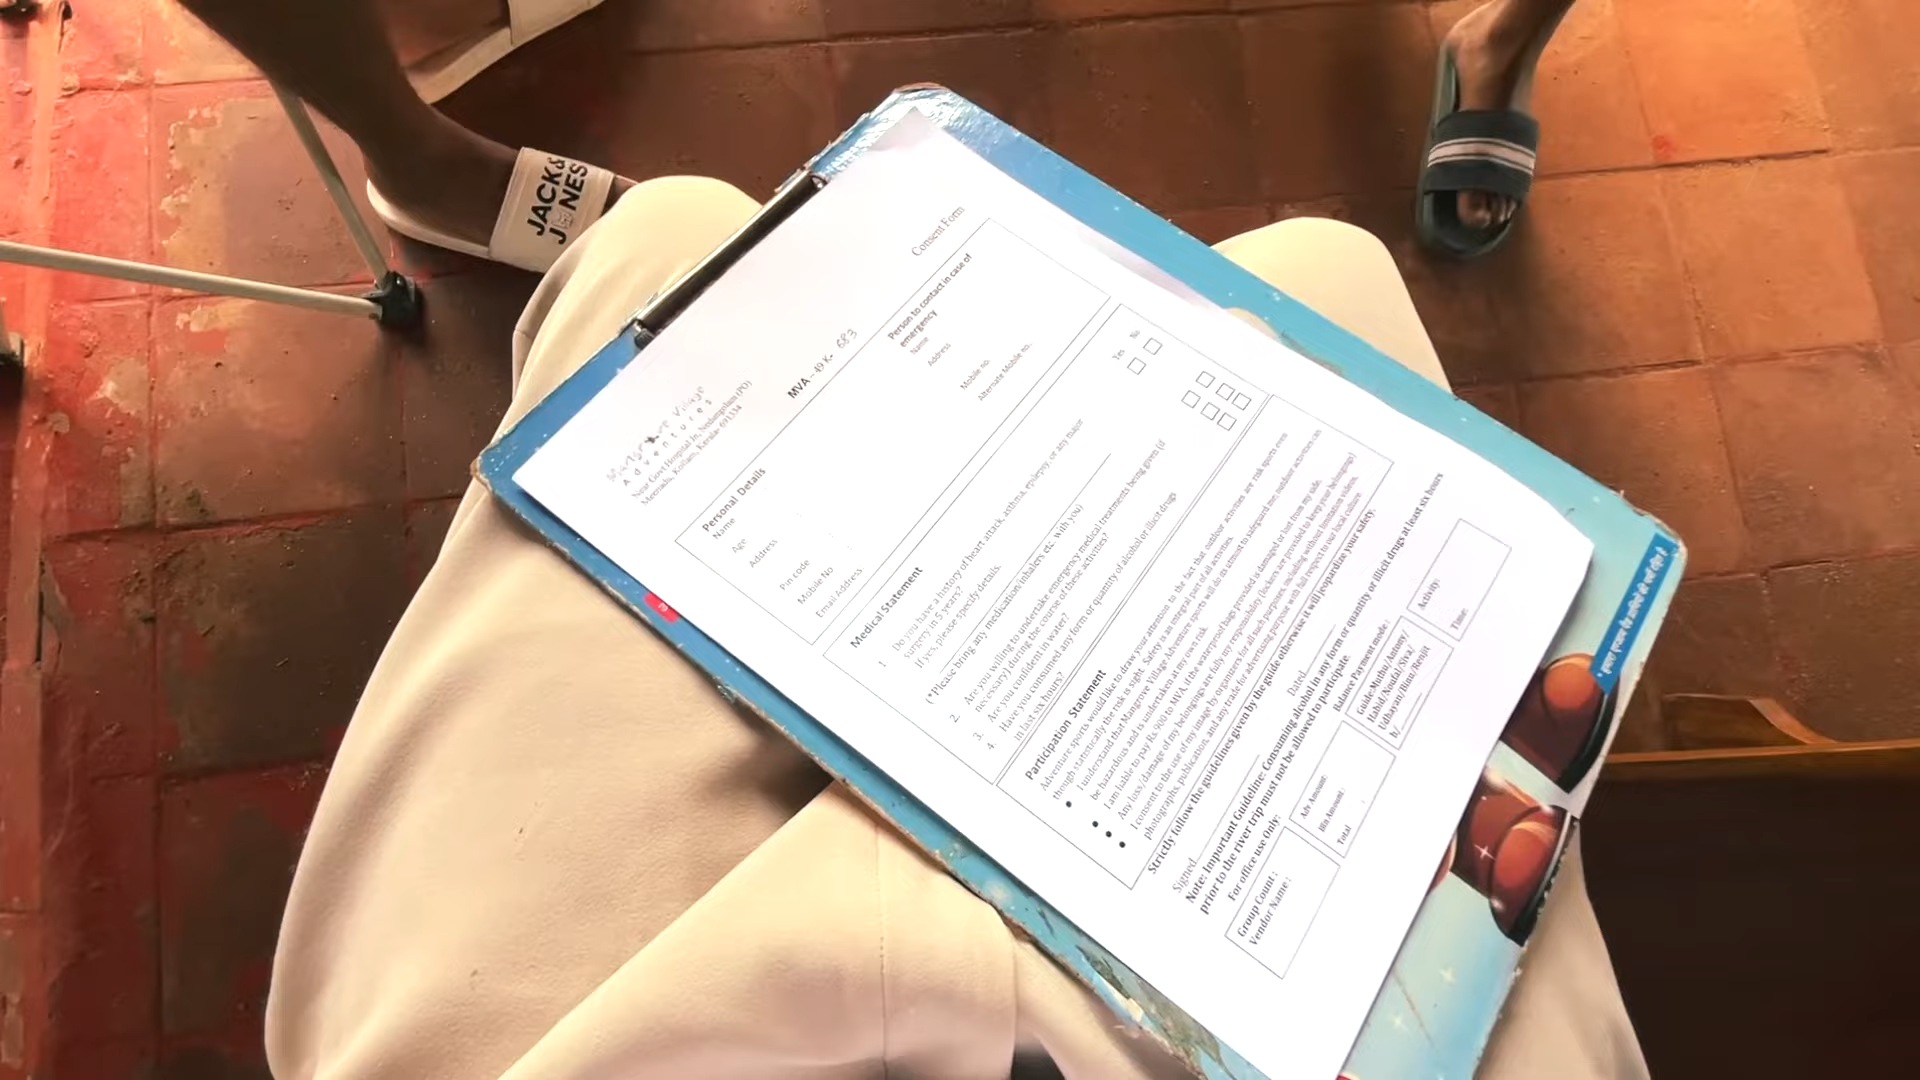 JACK&
JONES
Consent Form
Mangrove Village
Adventures
Near Govt Hospital Jn, Nedungolam (PO)
Meenadu, Kollam, Kerala- 691334
MVA - 49 K- 683
Personal Details
Name
Age
Address
Pin code
Mobile No
Email Address
Person to contact in case of
emergency
Name
Address
Mobile no.
Alternate Mobile no.
Medical Statement
Yes No
1 Do you have a history of heart attack, asthma, epilepsy or any major
surgery in 5 years?
If yes, please specify details.
(*Please bring any medication/inhalers etc. with you)
2. Are you willing to undertake emergency medical treatments being given (if
necessary) during the course of these activities?
3. Are you confident in water?
4. Have you consumed any form or quantity of alcohol or illicit drugs
in last six hours?
Participation Statement
Adventure sports would like to draw your attention to the fact that outdoor activities are risk sports even
though statistically the risk is slight. Safety is an integral part of all activities.
• I understand that Mangrove Village Adventure sports will do its utmost to safeguard me, outdoor activities can
be hazardous and is undertaken at my own risk.
• I am liable to pay Rs. 900 to MVA, if the waterproof bags provided is damaged or lost from my side.
• Any loss/damage of my belongings are fully my responsibility (lockers are provided to keep your belongings)
• I consent to the use of my image by organizers for all such purposes, including without limitation videos,
photographs, publication, and any trade for advertising purpose with full respect to our local culture
Strictly follow the guidelines given by the guide otherwise it will jeopardize your safety.
Signed Dated
Note: Important Guideline: Consuming alcohol in any form or quantity or illicit drugs at least six hours
prior to the river trip must not be allowed to participate.
For office use Only:
Balance Payment mode:
Group Count:
Vendor Name:
Adv Amount:
Bln Amount:
Total
Guide:Muthu/Antony/
Habid/Noufal/Siva/
Udhayan/Binu/Renjit
h/
Activity:
Time: